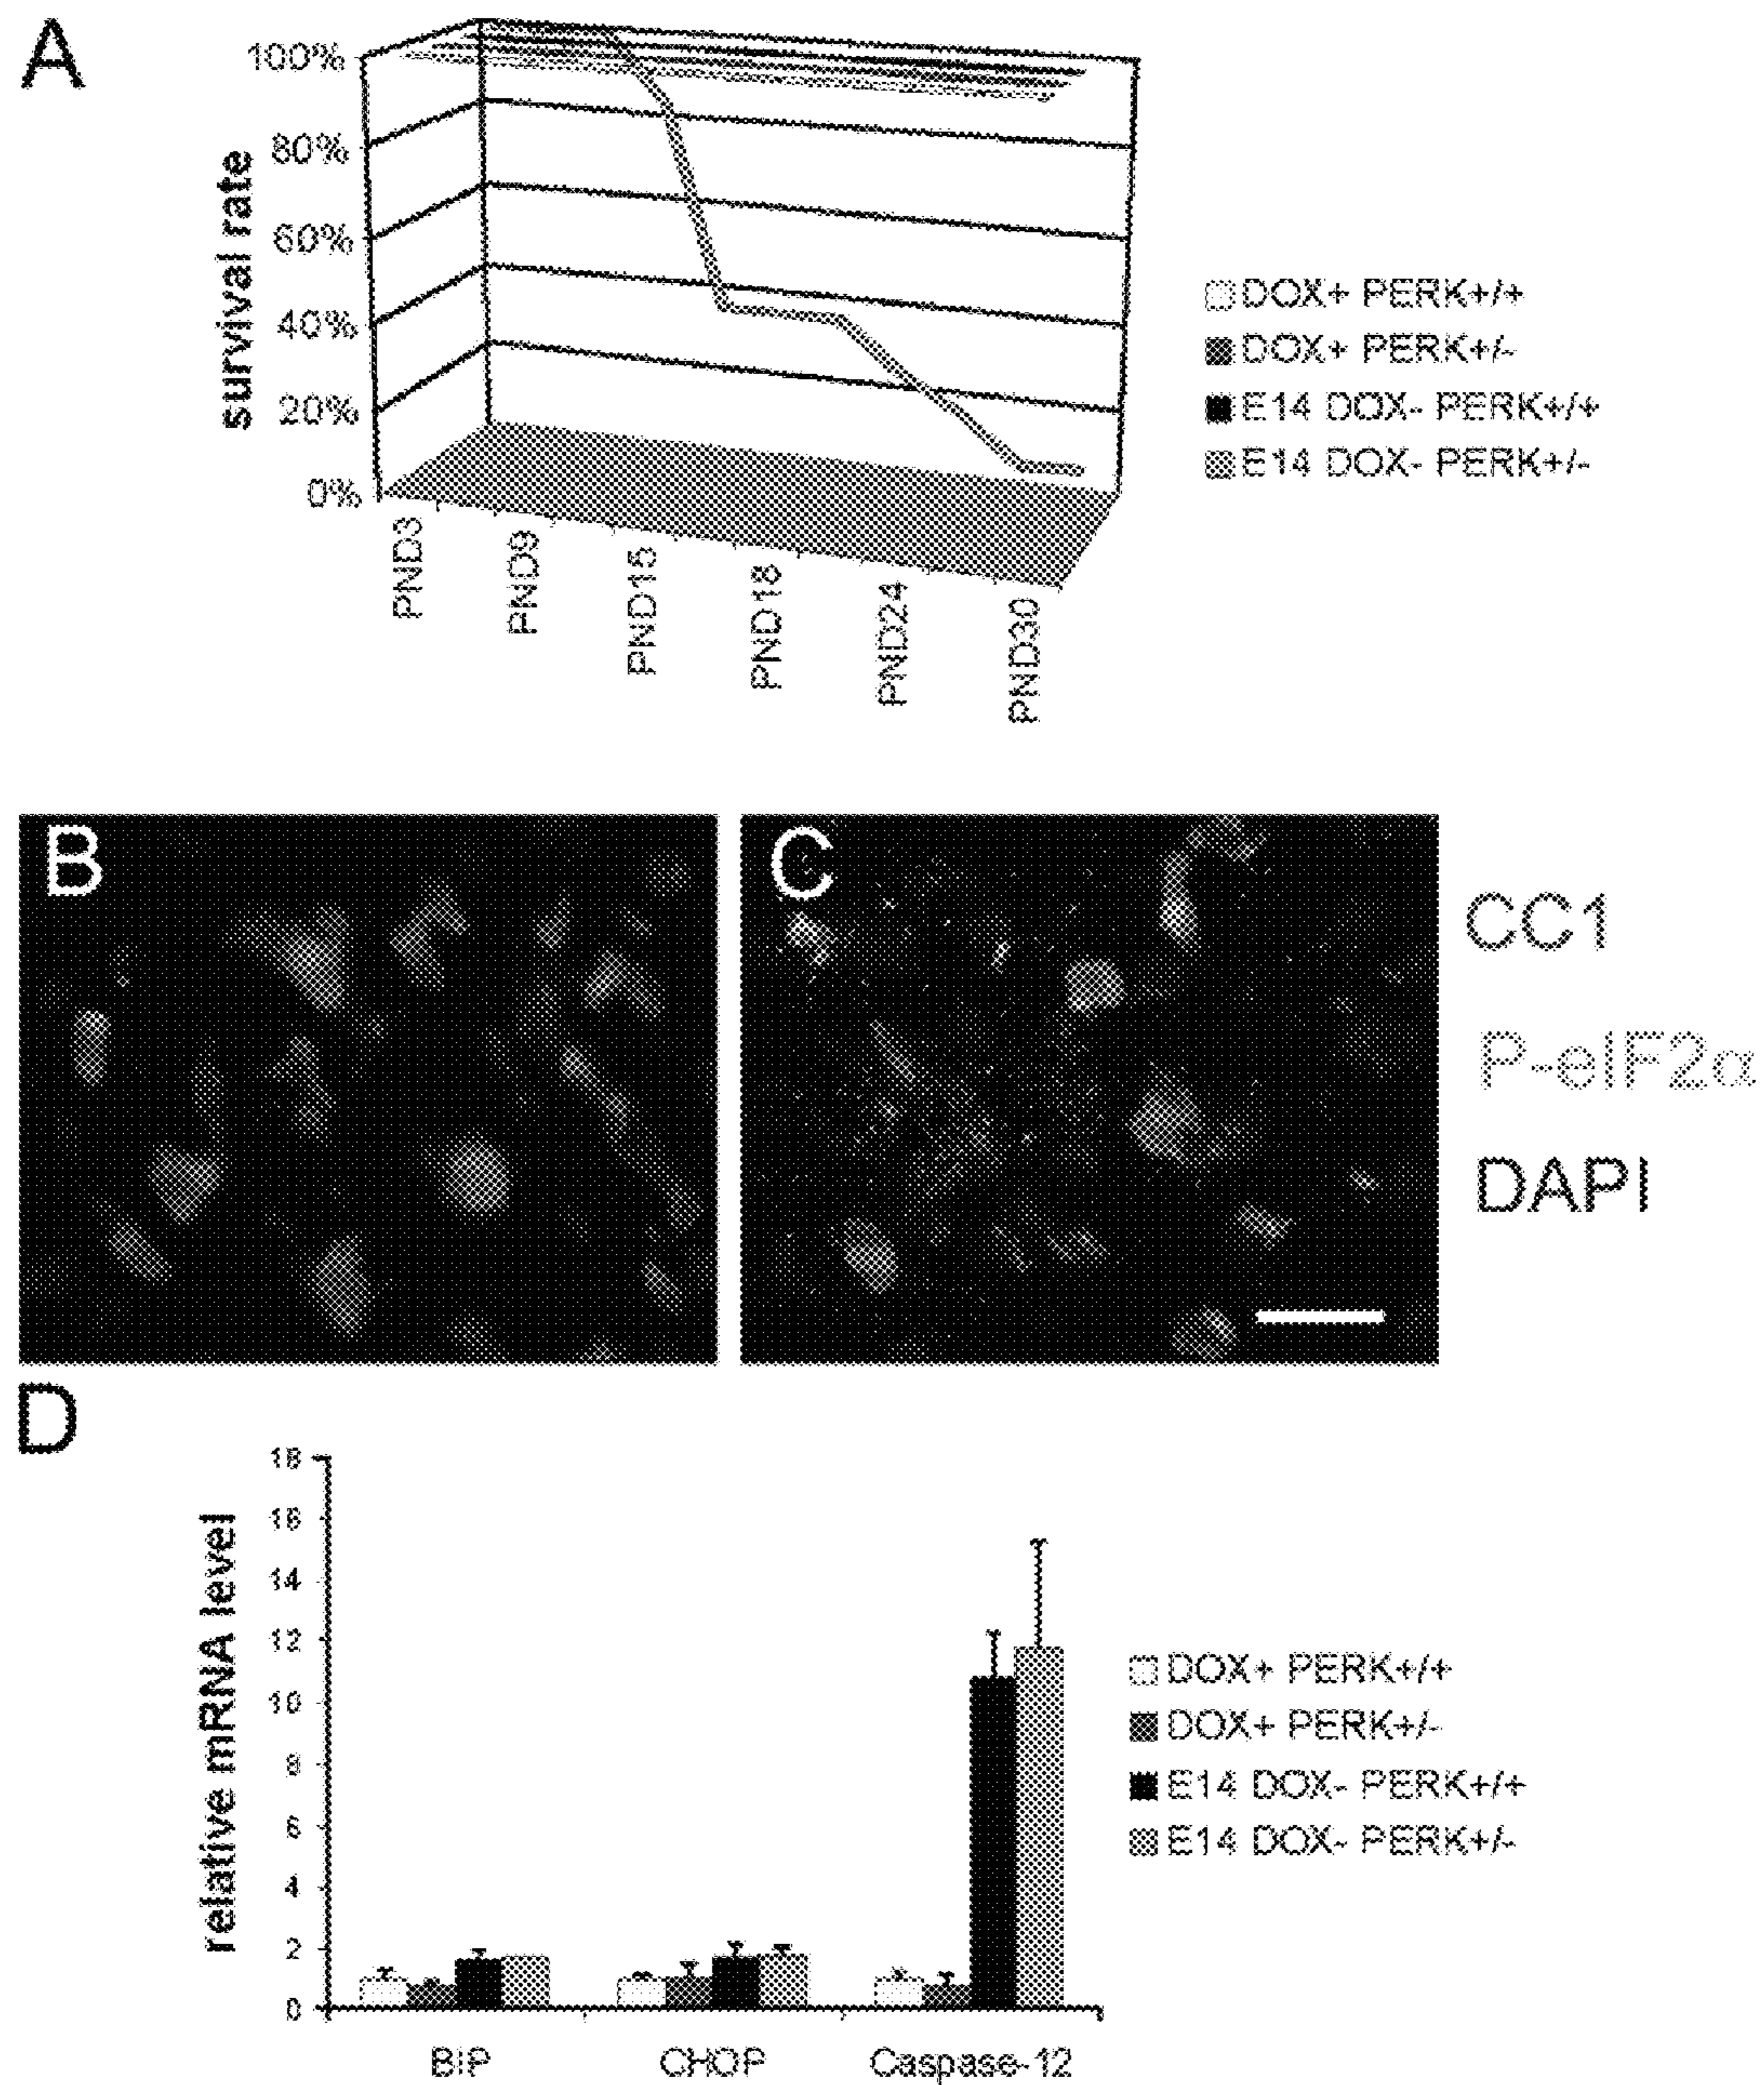 A
100%
80%
60%
40%
20%
0%
survival rate
PND3
PND9
PND15
PND18
PND24
PND30
DOX+ PERK+/+
DOX+ PERK+/-
E14 DOX- PERK+/+
E14 DOX- PERK+/-
B
C
CC1
P-eIF2α
DAPI
D
18
16
14
12
10
8
6
4
2
0
relative mRNA level
BIP
CHOP
Caspase-12
DOX+ PERK+/+
DOX+ PERK+/-
E14 DOX- PERK+/+
E14 DOX- PERK+/-